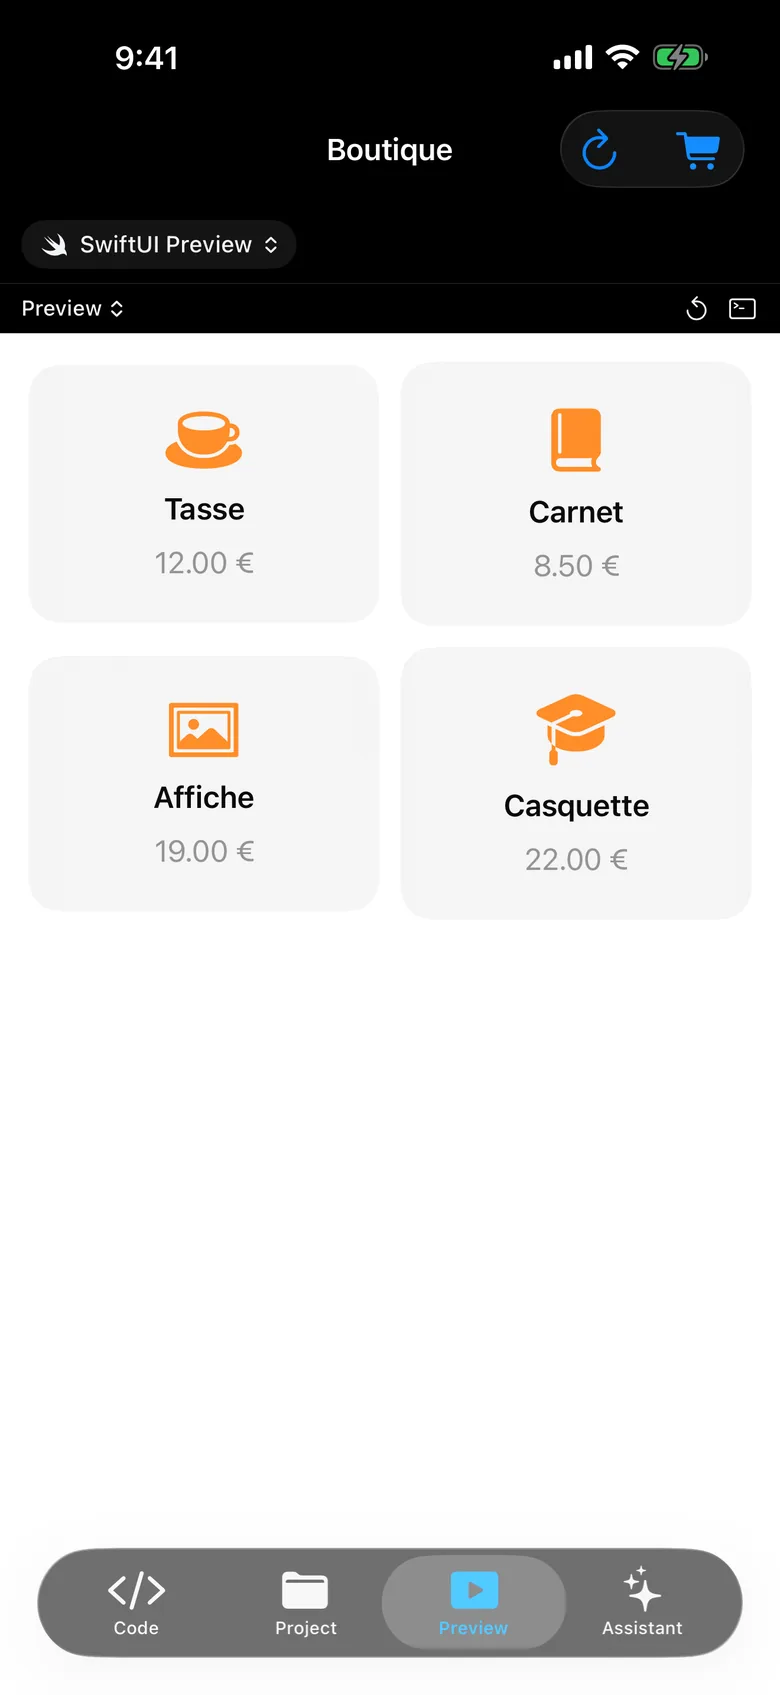 9:41
Boutique
SwiftUI Preview
Preview
Tasse
12.00 €
Carnet
8.50 €
Affiche
19.00 €
Casquette
22.00 €
Code
Project
Preview
Assistant